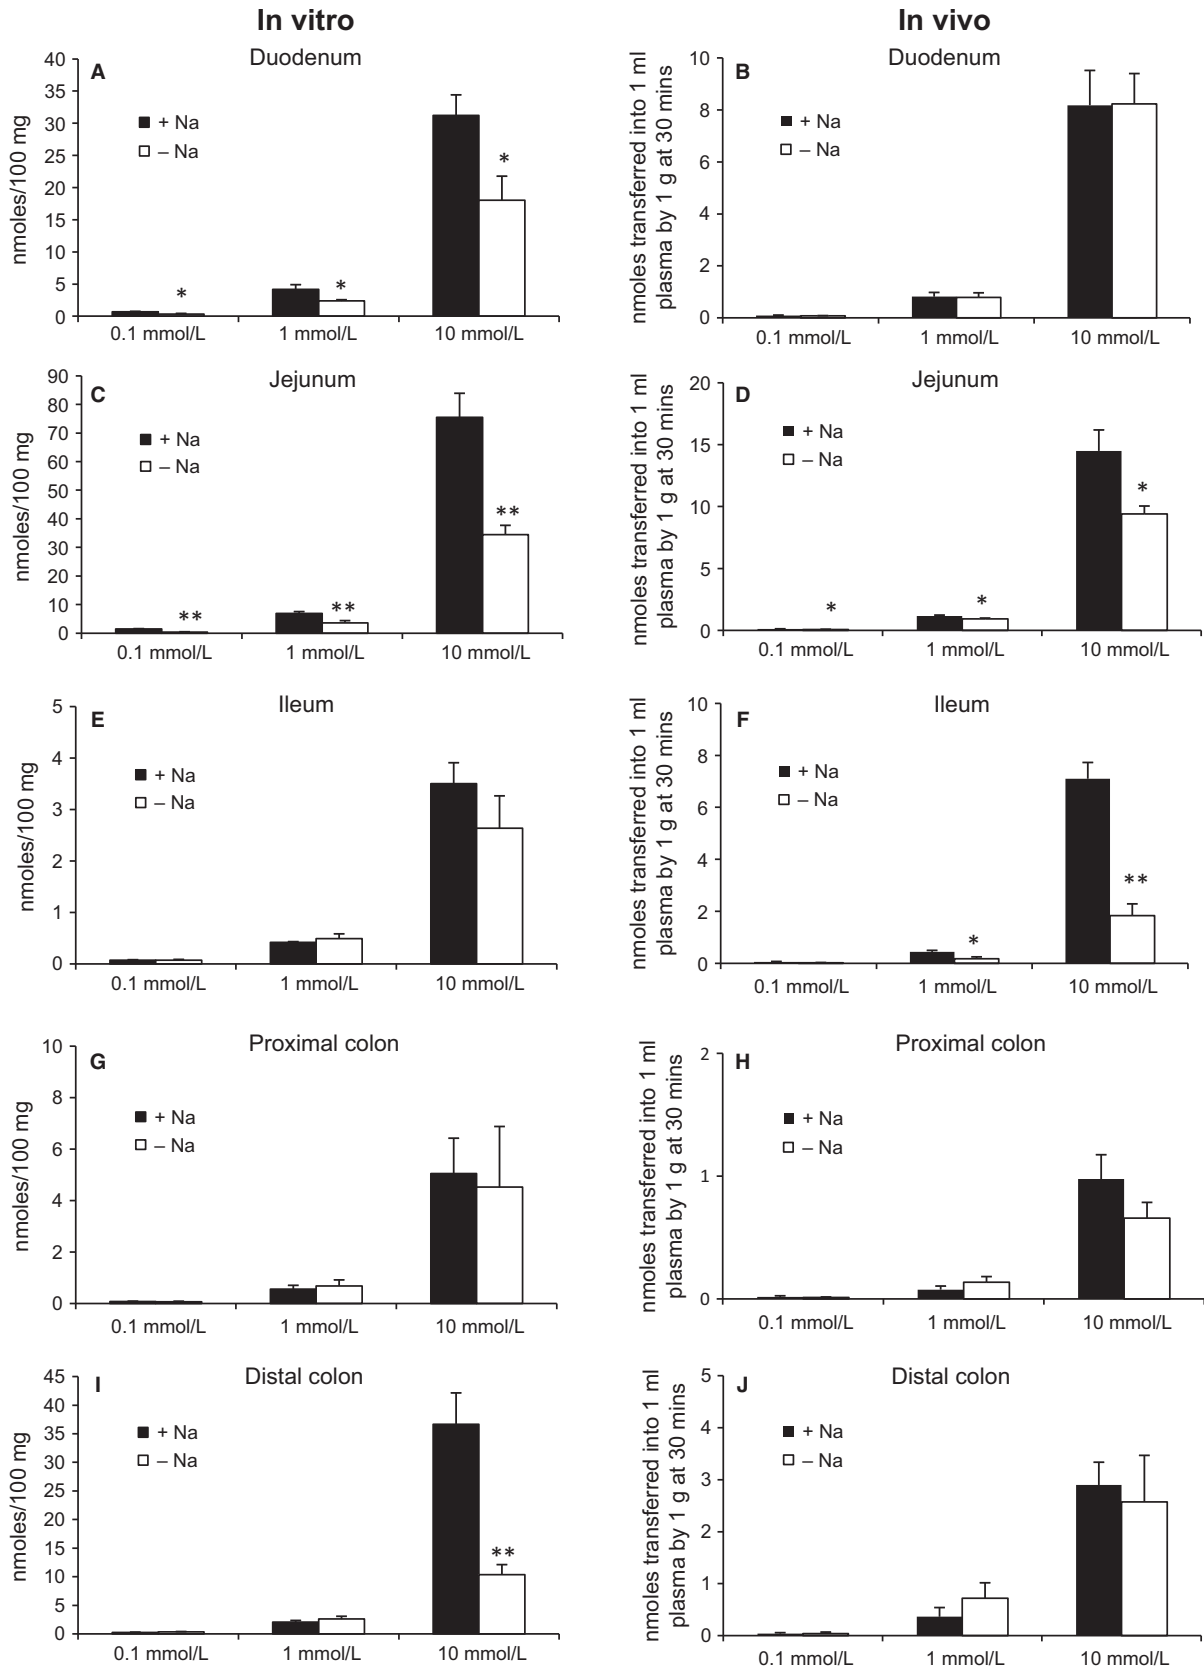 In vitro
In vivo
A
Duodenum
nmoles/100 mg
40
35
30
25
20
15
10
5
0
+ Na
– Na
*
*
*
0.1 mmol/L
1 mmol/L
10 mmol/L
B
Duodenum
nmoles transferred into 1 ml
plasma by 1 g at 30 mins
10
8
6
4
2
0
+ Na
– Na
0.1 mmol/L
1 mmol/L
10 mmol/L
C
Jejunum
nmoles/100 mg
90
80
70
60
50
40
30
20
10
0
+ Na
– Na
**
**
**
0.1 mmol/L
1 mmol/L
10 mmol/L
D
Jejunum
nmoles transferred into 1 ml
plasma by 1 g at 30 mins
20
15
10
5
0
+ Na
– Na
*
*
*
0.1 mmol/L
1 mmol/L
10 mmol/L
E
Ileum
nmoles/100 mg
5
4
3
2
1
0
+ Na
– Na
0.1 mmol/L
1 mmol/L
10 mmol/L
F
Ileum
nmoles transferred into 1 ml
plasma by 1 g at 30 mins
10
8
6
4
2
0
+ Na
– Na
*
**
0.1 mmol/L
1 mmol/L
10 mmol/L
G
Proximal colon
nmoles/100 mg
10
8
6
4
2
0
+ Na
– Na
0.1 mmol/L
1 mmol/L
10 mmol/L
H
Proximal colon
nmoles transferred into 1 ml
plasma by 1 g at 30 mins
2
1
0
+ Na
– Na
0.1 mmol/L
1 mmol/L
10 mmol/L
I
Distal colon
nmoles/100 mg
45
40
35
30
25
20
15
10
5
0
+ Na
– Na
**
0.1 mmol/L
1 mmol/L
10 mmol/L
J
Distal colon
nmoles transferred into 1 ml
plasma by 1 g at 30 mins
5
4
3
2
1
0
+ Na
– Na
0.1 mmol/L
1 mmol/L
10 mmol/L